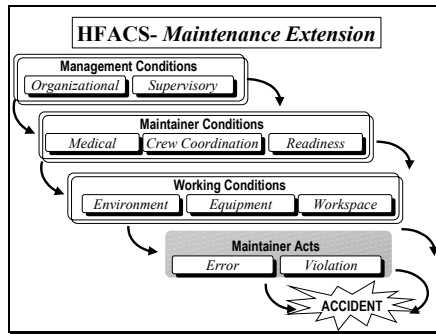 HFACS- Maintenance Extension
Management Conditions
Organizational Supervisory
Maintainer Conditions
Medical Crew Coordination Readiness
Working Conditions
Environment Equipment Workspace
Maintainer Acts
Error Violation
ACCIDENT